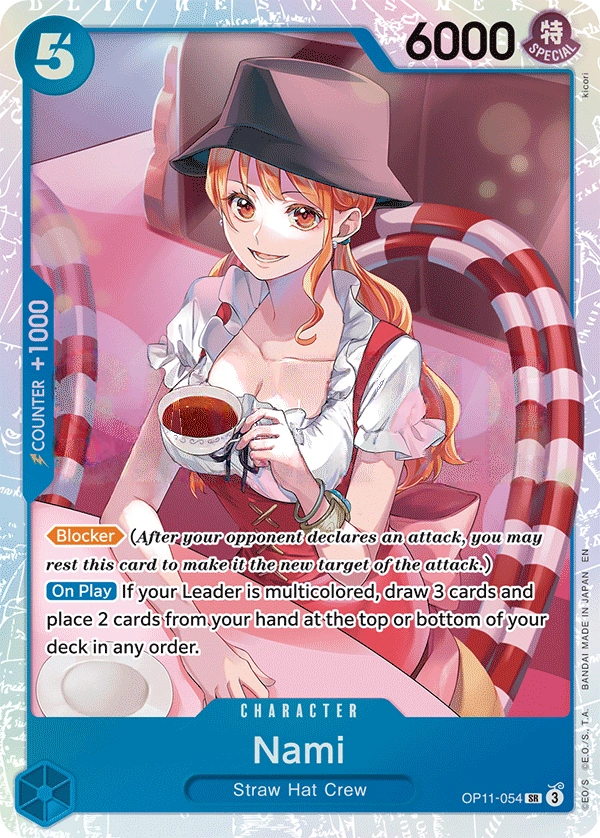 5
6000
特
SPECIAL
kicori
COUNTER +1000
Blocker (After your opponent declares an attack, you may
rest this card to make it the new target of the attack.)
On Play If your Leader is multicolored, draw 3 cards and
place 2 cards from your hand at the top or bottom of your
deck in any order.
CHARACTER
Nami
Straw Hat Crew
OP11-054 SR 3
©EO/S ©E.O./S, T.A. BANDAI MADE IN JAPAN EN